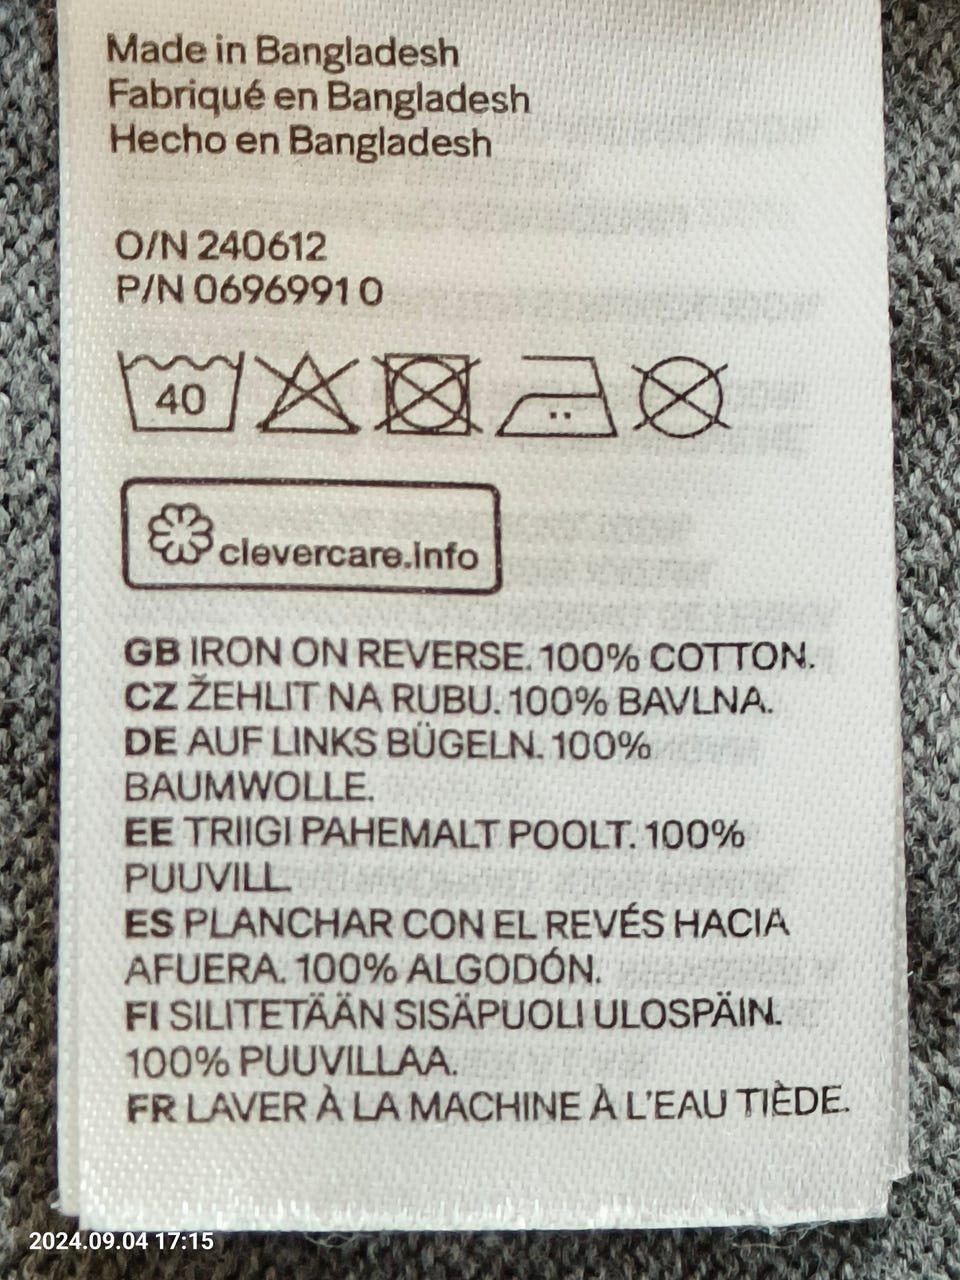 Made in Bangladesh
Fabriqué en Bangladesh
Hecho en Bangladesh
O/N 240612
P/N 0696991 0
40
clevercare.info
GB IRON ON REVERSE. 100% COTTON.
CZ ŽEHLIT NA RUBU. 100% BAVLNA.
DE AUF LINKS BÜGELN. 100%
BAUMWOLLE.
EE TRIIGI PAHEMALT POOLT. 100%
PUUVILL.
ES PLANCHAR CON EL REVÉS HACIA
AFUERA. 100% ALGODÓN.
FI SILITETÄÄN SISÄPUOLI ULOSPÄIN.
100% PUUVILLAA.
FR LAVER À LA MACHINE À L'EAU TIÈDE.
2024.09.04 17:15